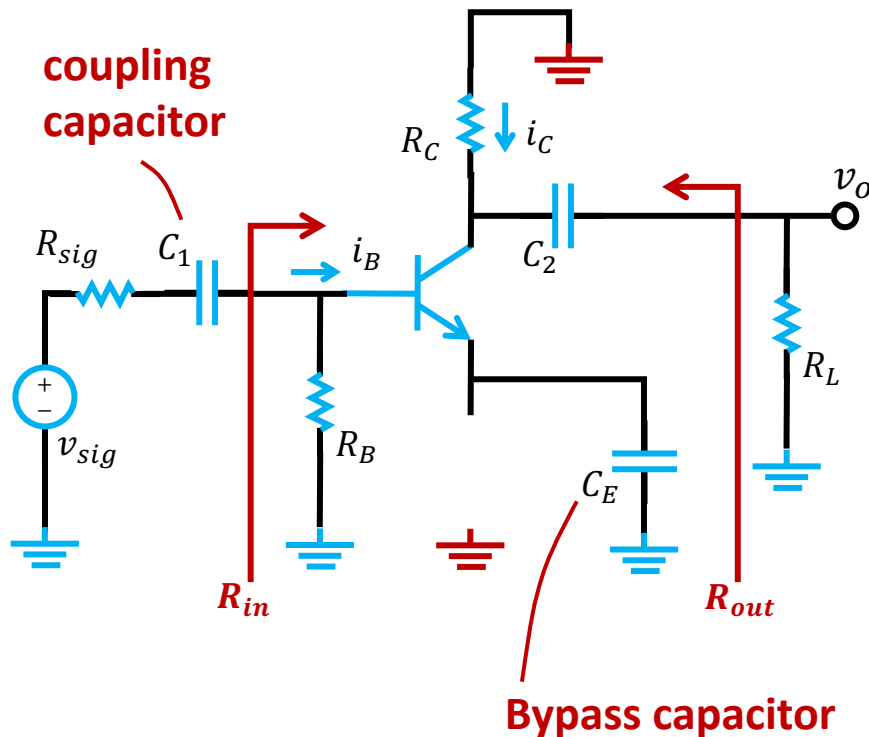 coupling
capacitor
R_C
i_C
v_o
R_sig
C_1
i_B
C_2
+
−
v_sig
R_B
R_L
C_E
R_in
R_out
Bypass capacitor